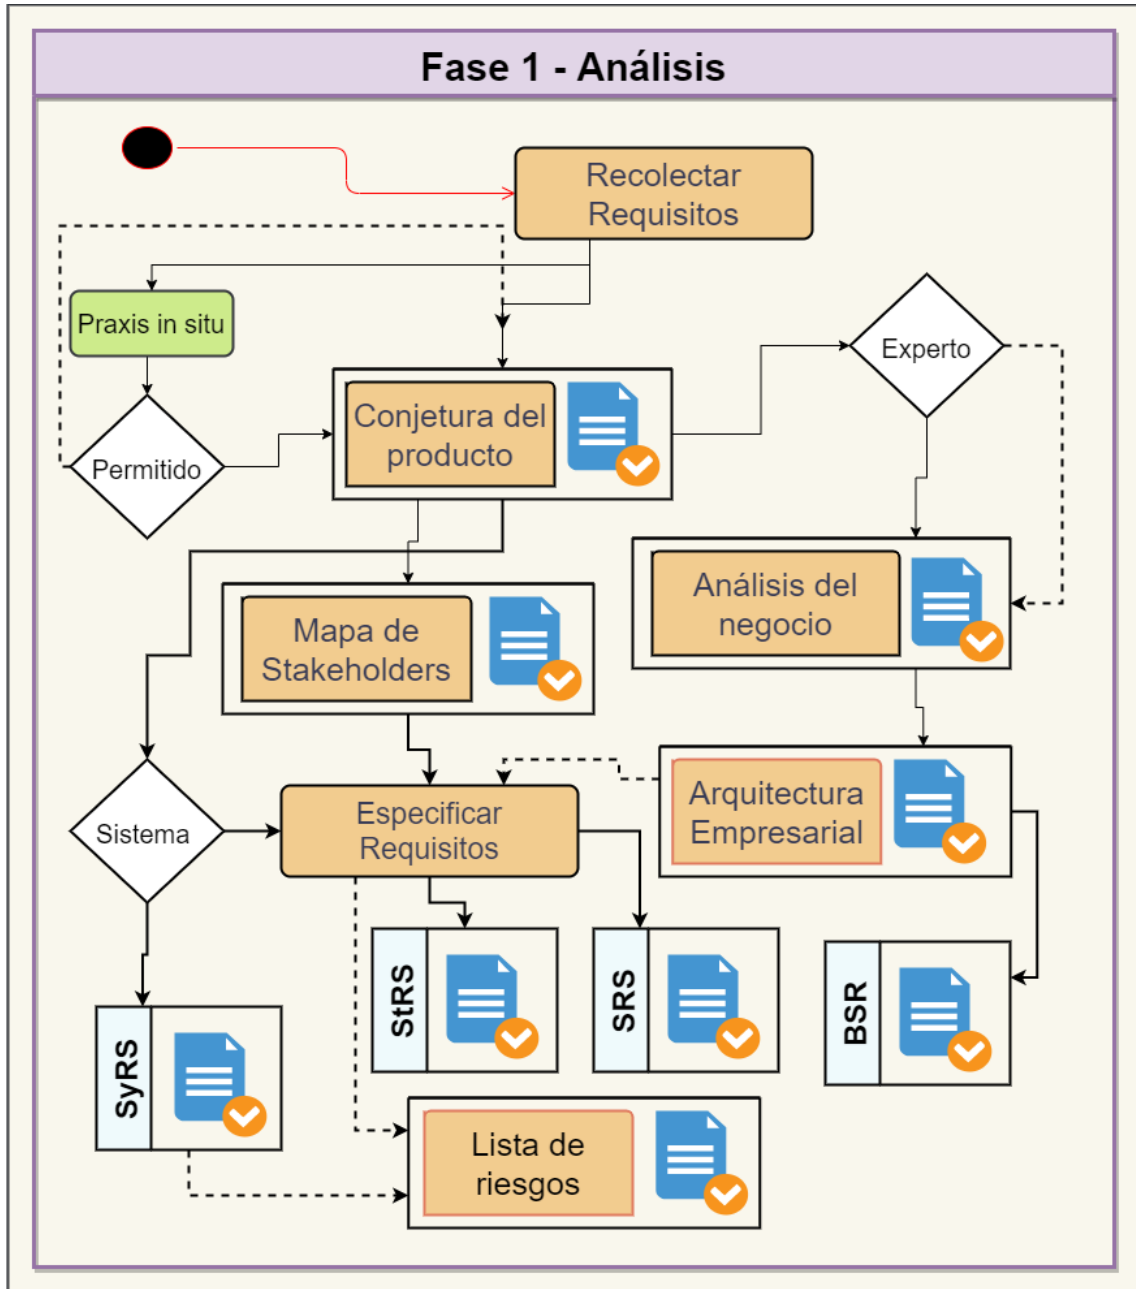 Fase 1 - Análisis
Recolectar
Requisitos
Praxis in situ
Experto
Conjetura del
producto
Permitido
Análisis del
negocio
Mapa de
Stakeholders
Arquitectura
Empresarial
Sistema
Especificar
Requisitos
StRS
SRS
BSR
SyRS
Lista de
riesgos